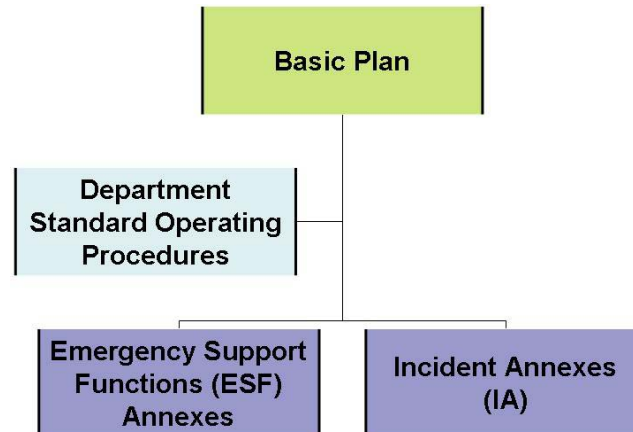 Basic Plan
Department
Standard Operating
Procedures
Emergency Support
Functions (ESF)
Annexes
Incident Annexes
(IA)